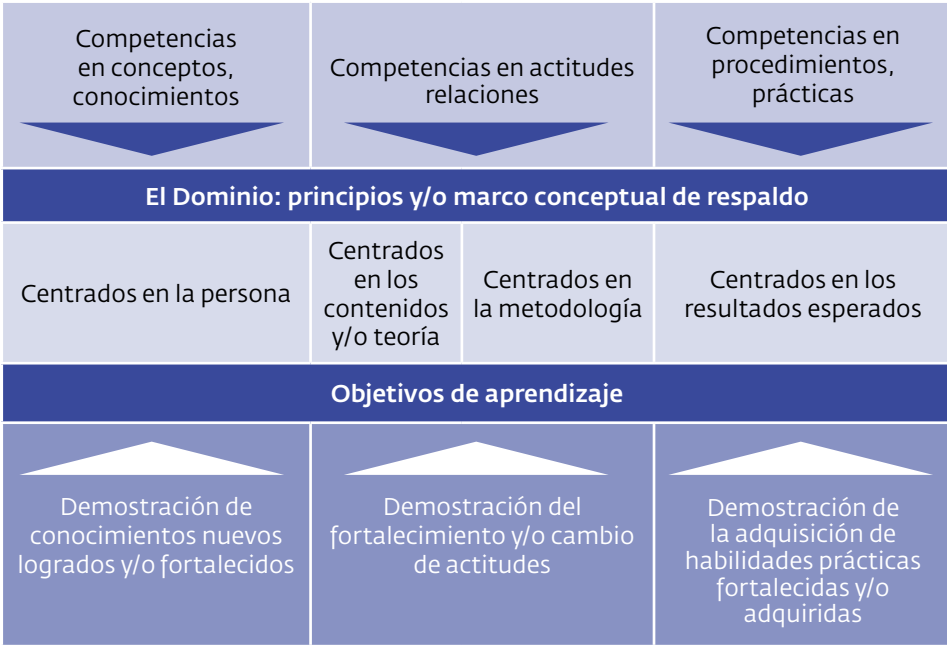 Competencias
en conceptos,
conocimientos
Competencias en actitudes
relaciones
Competencias en
procedimientos,
prácticas
El Dominio: principios y/o marco conceptual de respaldo
Centrados en la persona
Centrados
en los
contenidos
y/o teoría
Centrados en
la metodología
Centrados en los
resultados esperados
Objetivos de aprendizaje
Demostración de
conocimientos nuevos
logrados y/o fortalecidos
Demostración del
fortalecimiento y/o cambio
de actitudes
Demostración de
la adquisición de
habilidades prácticas
fortalecidas y/o
adquiridas